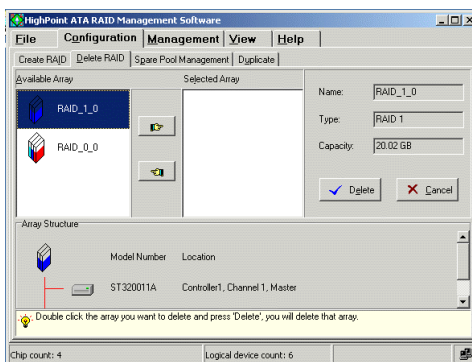 HighPoint ATA RAID Management Software
File Configuration Management View Help
Create RAID Delete RAID Spare Pool Management Duplicate
Available Array Selected Array
RAID_1_0
RAID_0_0
Name: RAID_1_0
Type: RAID 1
Capacity: 20.02 GB
Delete Cancel
Array Structure
Model Number Location
ST320011A Controller1, Channel 1, Master
Double click the array you want to delete and press 'Delete', you will delete that array.
Chip count: 4 Logical device count: 6